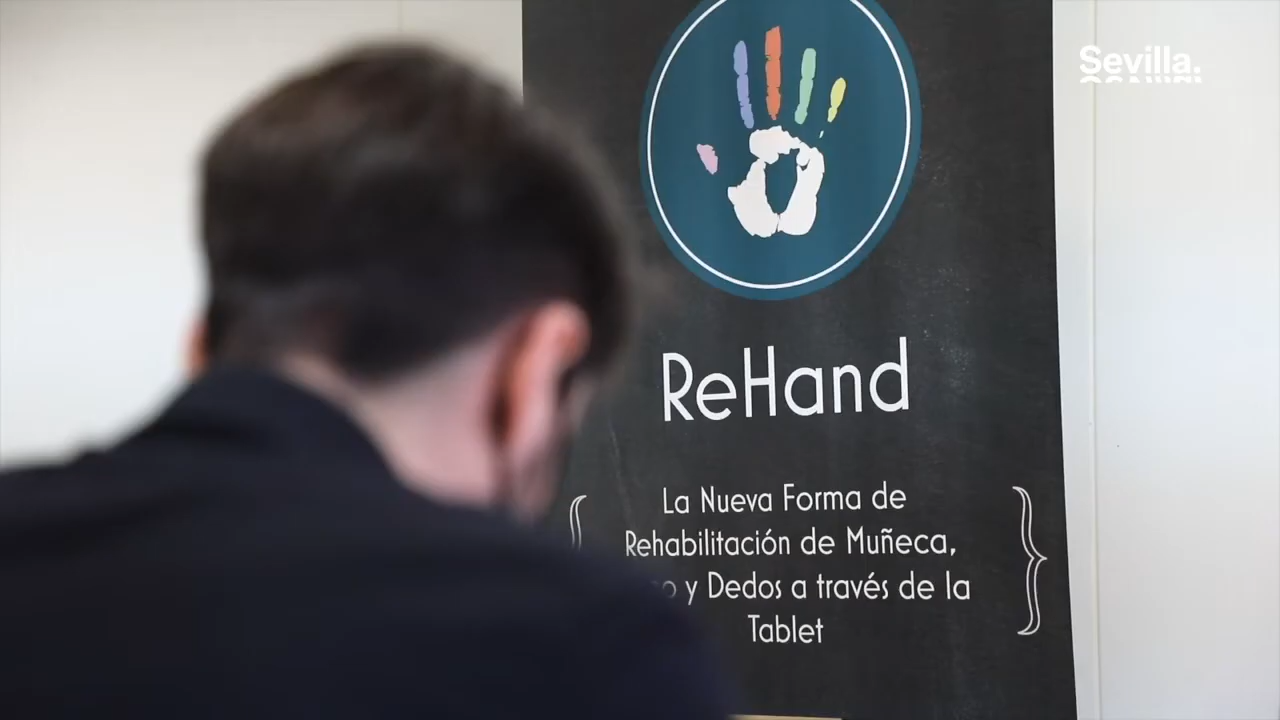 Sevilla.
ReHand
La Nueva Forma de
Rehabilitación de Muñeca,
y Dedos a través de la
Tablet